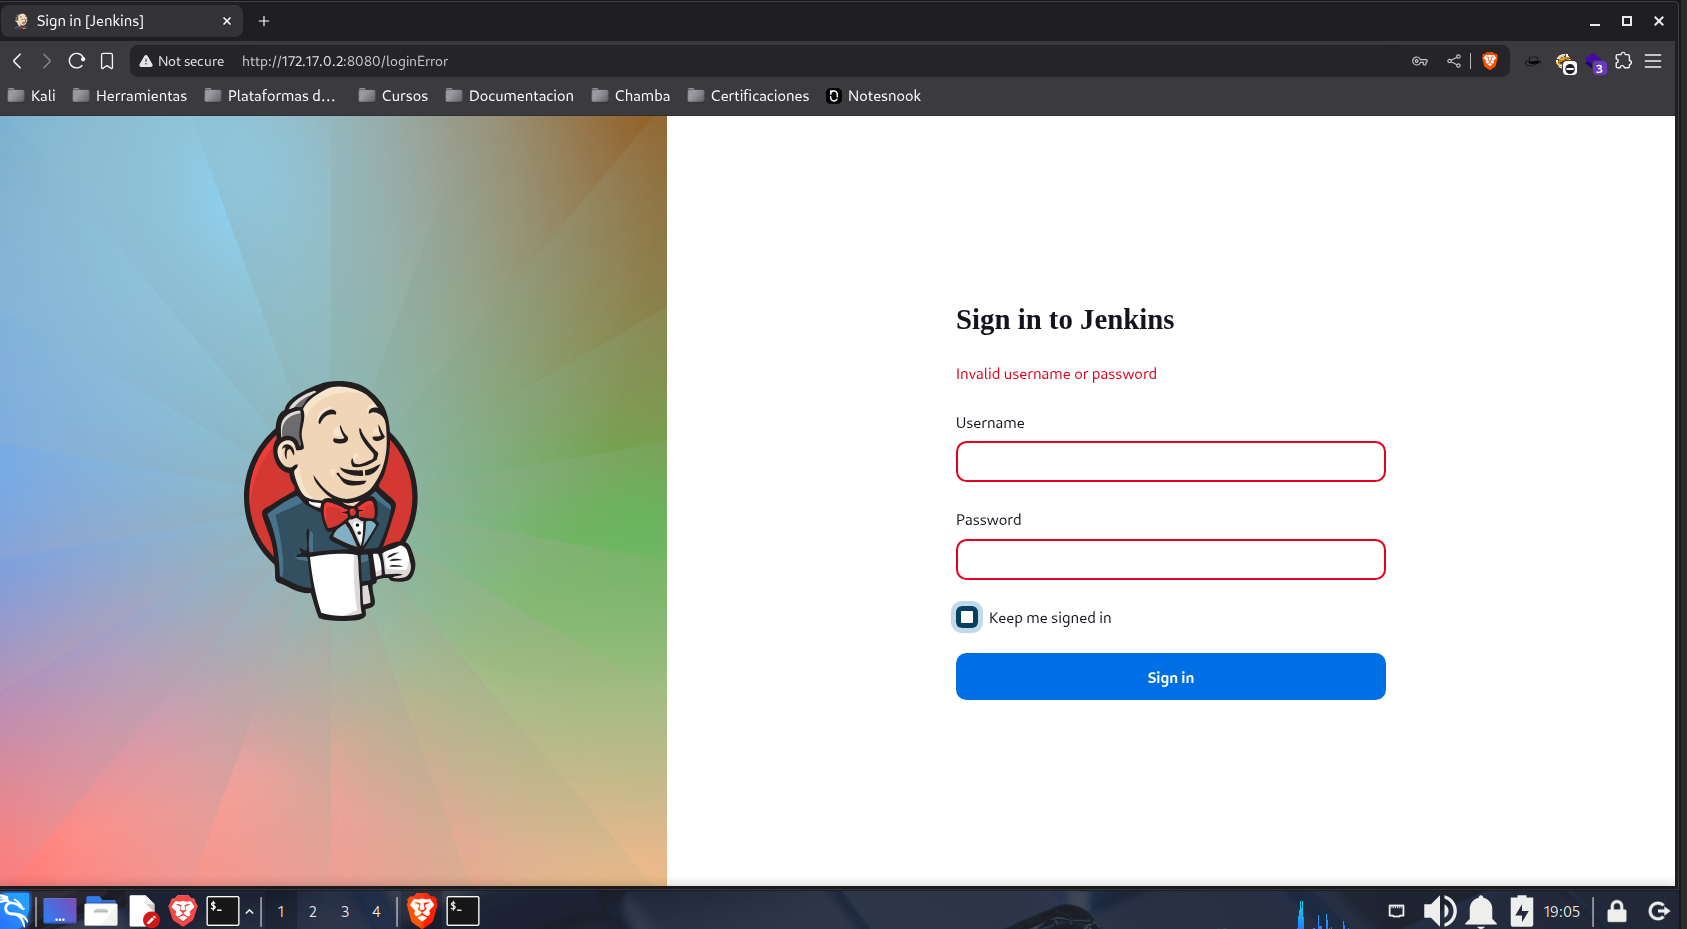 Sign in [Jenkins]
Not secure http://172.17.0.2:8080/loginError
3
Kali Herramientas Plataformas d... Cursos Documentacion Chamba Certificaciones Notesnook
Sign in to Jenkins
Invalid username or password
Username
Password
Keep me signed in
Sign in
... $_ 1 2 3 4 $_ 19:05